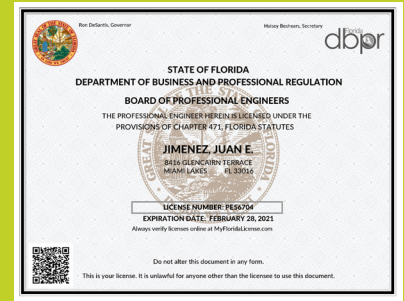 Ron DeSantis, Governor
Halsey Beshears, Secretary
Florida
dbpr
STATE OF FLORIDA
DEPARTMENT OF BUSINESS AND PROFESSIONAL REGULATION
BOARD OF PROFESSIONAL ENGINEERS
THE PROFESSIONAL ENGINEER HEREIN IS LICENSED UNDER THE
PROVISIONS OF CHAPTER 471, FLORIDA STATUTES
JIMENEZ, JUAN E.
8416 GLENCAIRN TERRACE
MIAMI LAKES FL 33016
LICENSE NUMBER: PE56704
EXPIRATION DATE: FEBRUARY 28, 2021
Always verify licenses online at MyFloridaLicense.com
Do not alter this document in any form.
This is your license. It is unlawful for anyone other than the licensee to use this document.